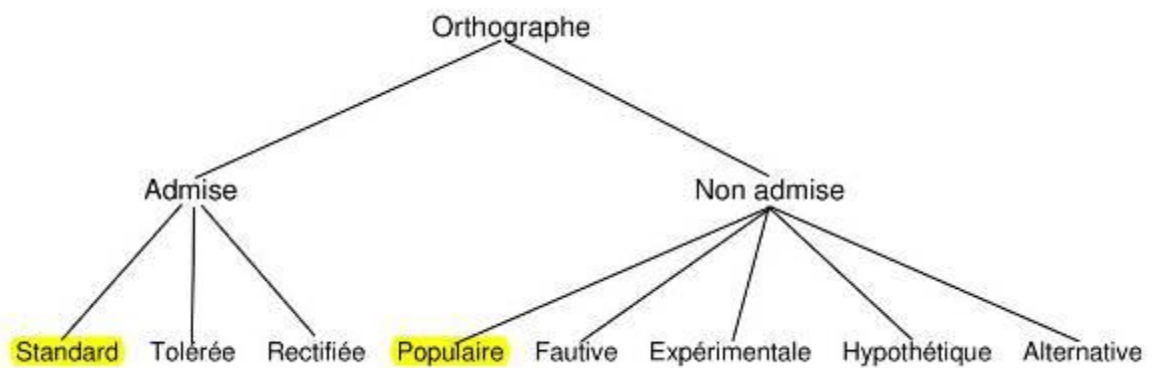 Orthographe
Admise Non admise
Standard Tolérée Rectifiée Populaire Fautive Expérimentale Hypothétique Alternative